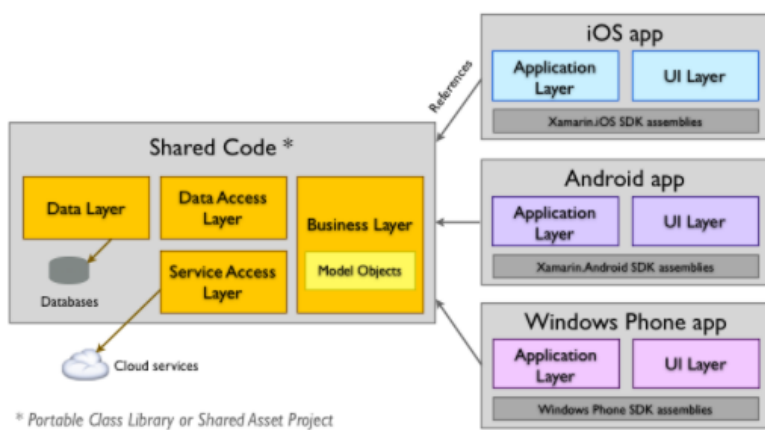 Shared Code *
Data Layer
Data Access
Layer
Business Layer
Model Objects
Service Access
Layer
Databases
Cloud services
* Portable Class Library or Shared Asset Project
References
iOS app
Application
Layer
UI Layer
Xamarin.iOS SDK assemblies
Android app
Application
Layer
UI Layer
Xamarin.Android SDK assemblies
Windows Phone app
Application
Layer
UI Layer
Windows Phone SDK assemblies